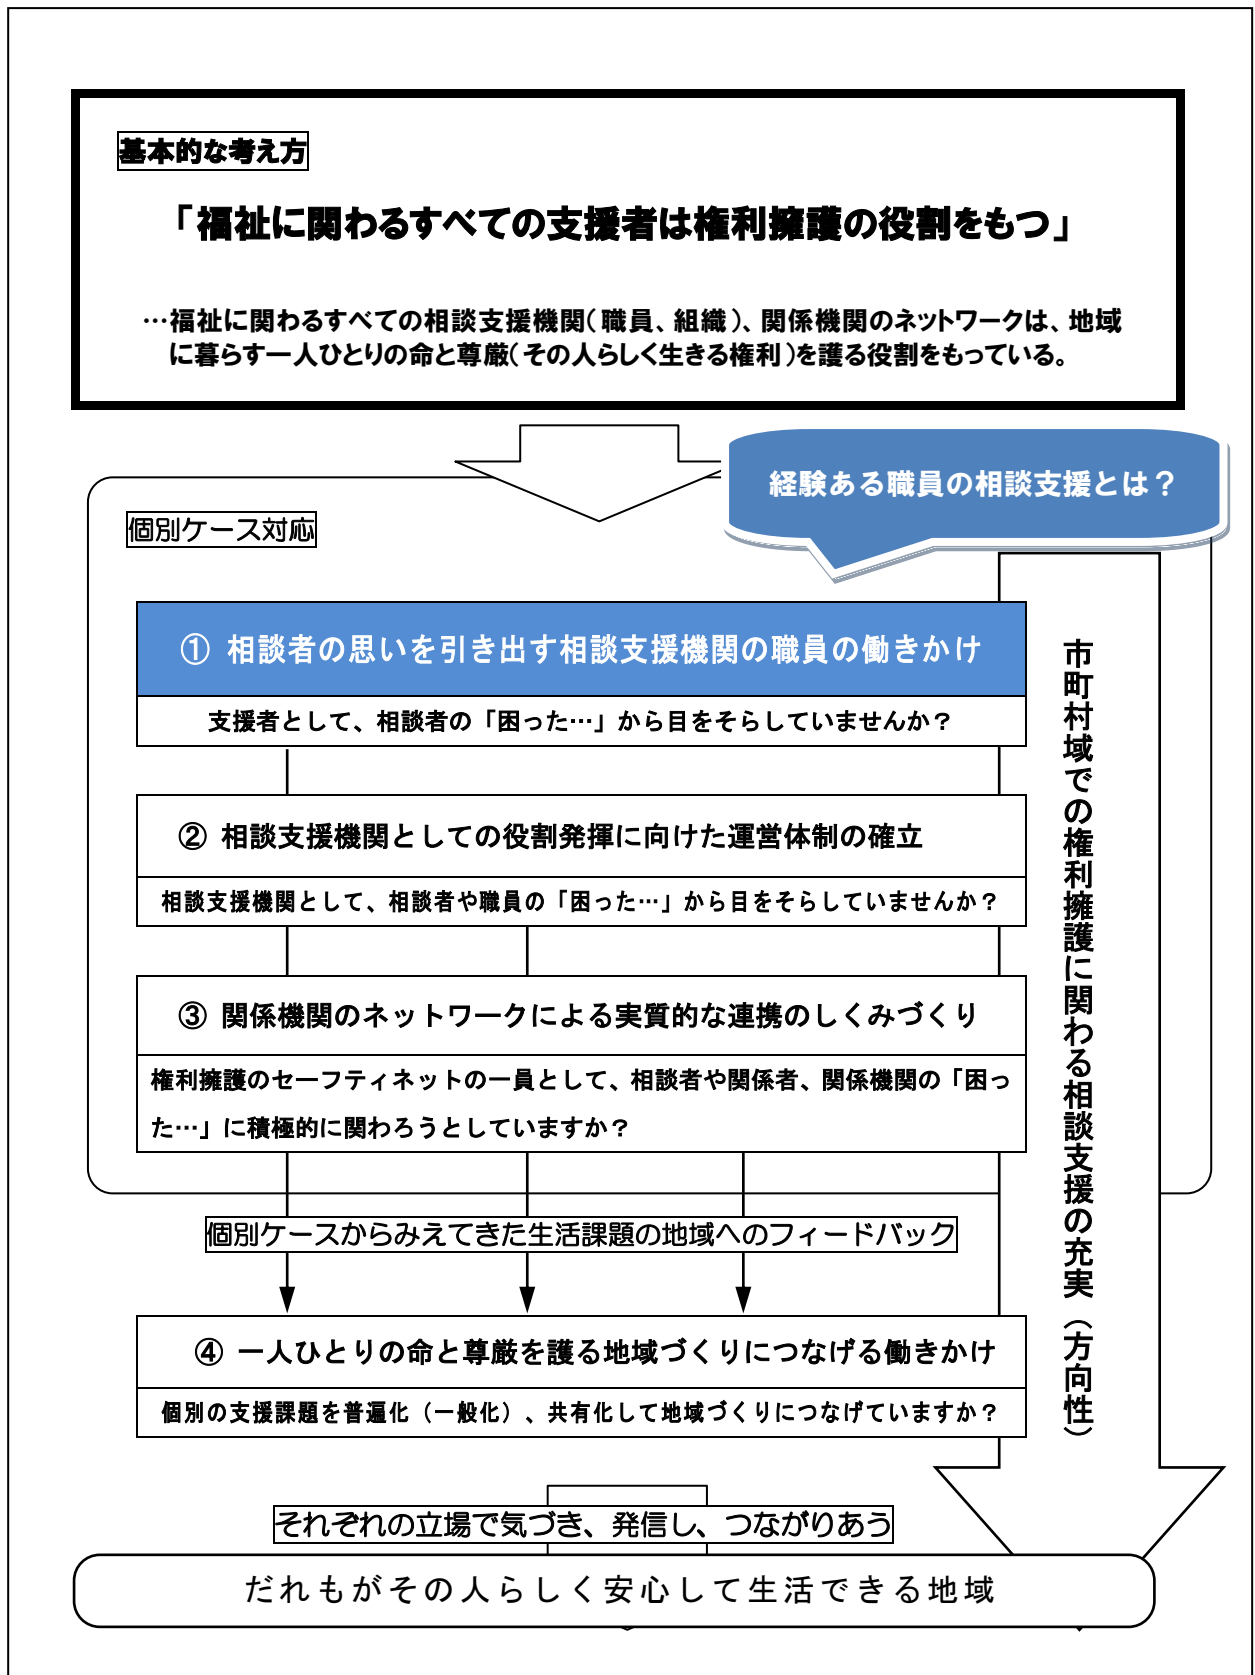 基本的な考え方
「福祉に関わるすべての支援者は権利擁護の役割をもつ」
…福祉に関わるすべての相談支援機関(職員、組織)、関係機関のネットワークは、地域
に暮らす一人ひとりの命と尊厳(その人らしく生きる権利)を護る役割をもっている。
経験ある職員の相談支援とは？
個別ケース対応
① 相談者の思いを引き出す相談支援機関の職員の働きかけ
支援者として、相談者の「困った…」から目をそらしていませんか？
② 相談支援機関としての役割発揮に向けた運営体制の確立
相談支援機関として、相談者や職員の「困った…」から目をそらしていませんか？
③ 関係機関のネットワークによる実質的な連携のしくみづくり
権利擁護のセーフティネットの一員として、相談者や関係者、関係機関の「困っ
た…」に積極的に関わろうとしていますか？
市町村域での権利擁護に関わる相談支援の充実（方向性）
個別ケースからみえてきた生活課題の地域へのフィードバック
④ 一人ひとりの命と尊厳を護る地域づくりにつなげる働きかけ
個別の支援課題を普遍化（一般化）、共有化して地域づくりにつなげていますか？
それぞれの立場で気づき、発信し、つながりあう
だれもがその人らしく安心して生活できる地域